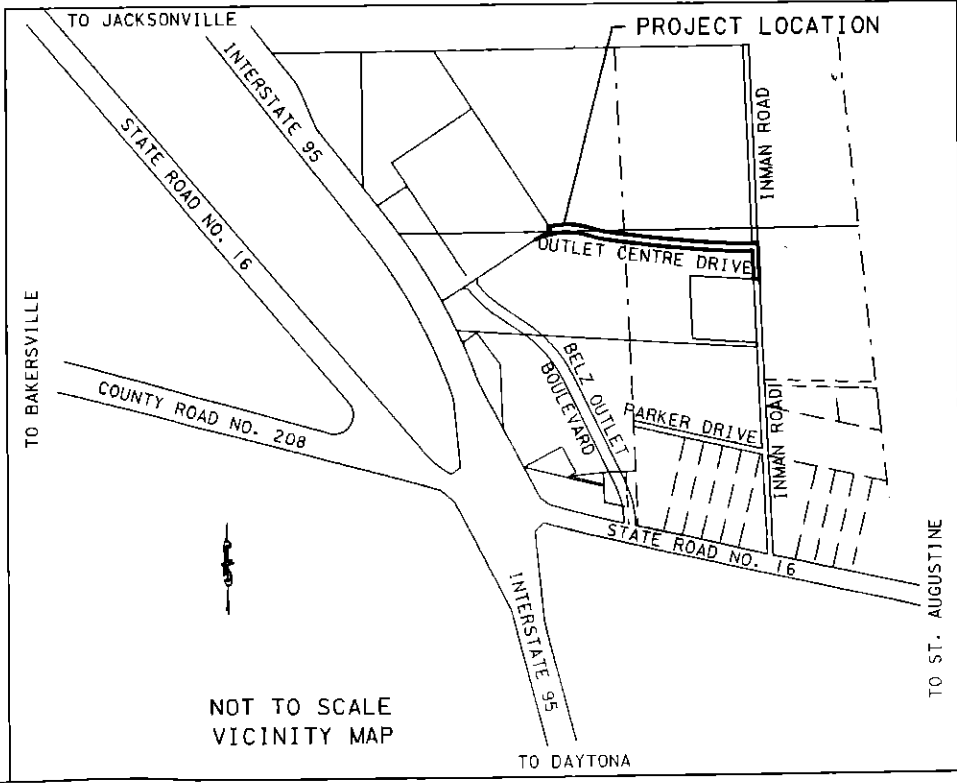 TO JACKSONVILLE
PROJECT LOCATION
INTERSTATE 95
STATE ROAD NO. 16
INMAN ROAD
OUTLET CENTRE DRIVE
TO BAKERSVILLE
BELZ OUTLET
BOULEVARD
COUNTY ROAD NO. 208
PARKER DRIVE
INMAN ROAD
STATE ROAD NO. 16
TO ST. AUGUSTINE
INTERSTATE 95
NOT TO SCALE
VICINITY MAP
TO DAYTONA